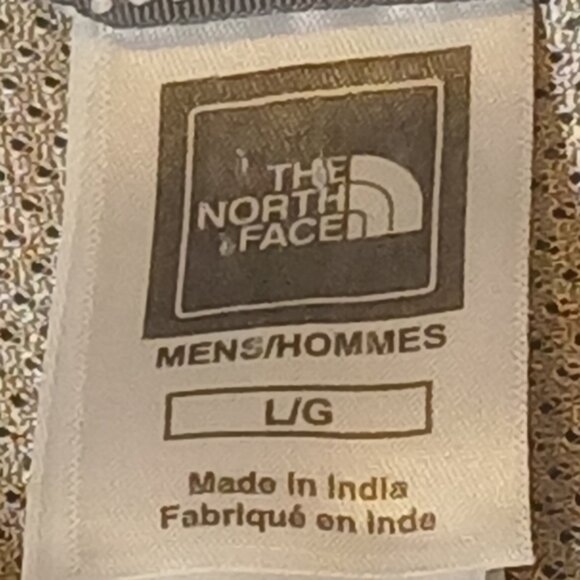 THE
NORTH
FACE
MENS/HOMMES
L/G
Made in India
Fabriqué en Inde